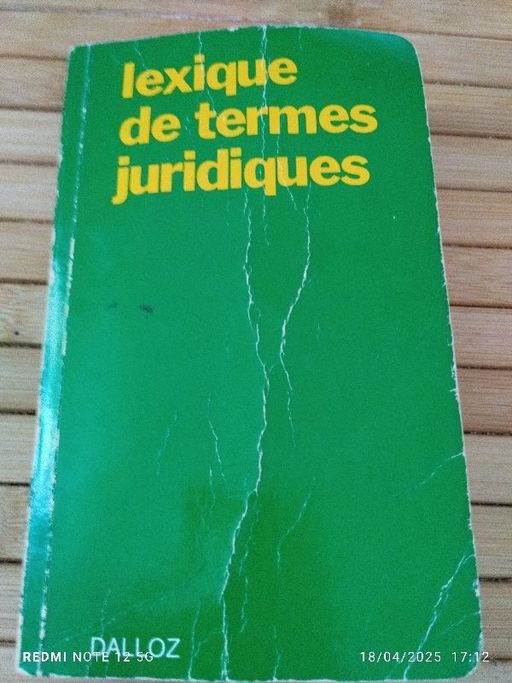 lexique
de termes
juridiques
DALLOZ
REDMI NOTE 12 5G
18/04/2025 17:12